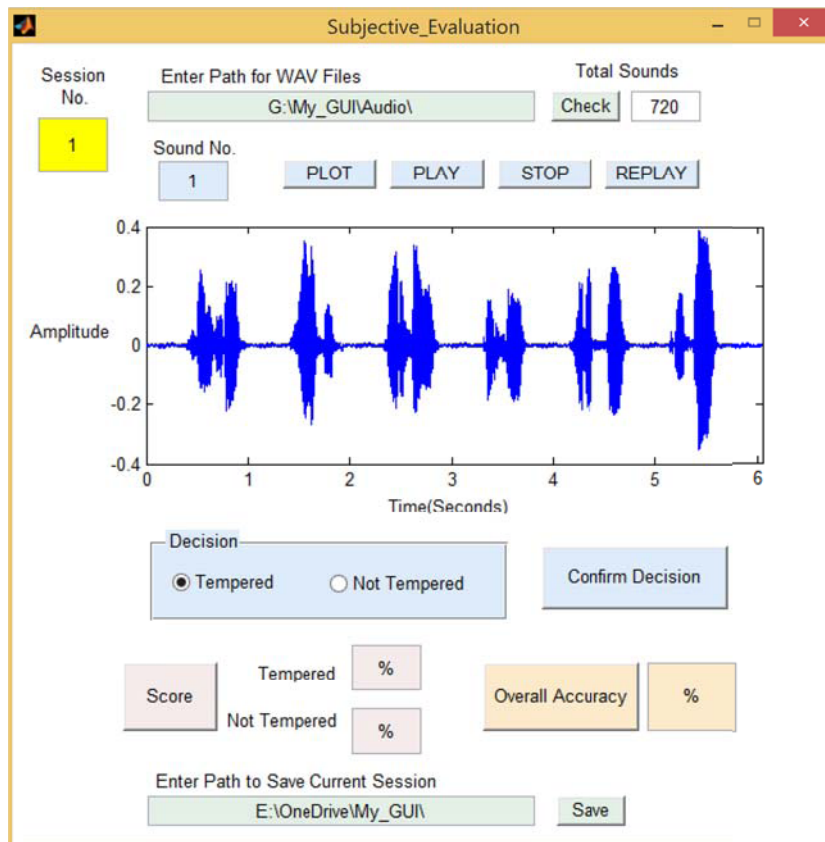 Subjective_Evaluation
Session No.
Enter Path for WAV Files
Total Sounds
1
G:\My_GUI\Audio\
Check
720
Sound No.
1
PLOT
PLAY
STOP
REPLAY
0.4
0.2
Amplitude
0
-0.2
-0.4
0 1 2 3 4 5 6
Time(Seconds)
Decision
Tempered
Not Tempered
Confirm Decision
Score
Tempered
%
Not Tempered
%
Overall Accuracy
%
Enter Path to Save Current Session
E:\OneDrive\My_GUI\
Save